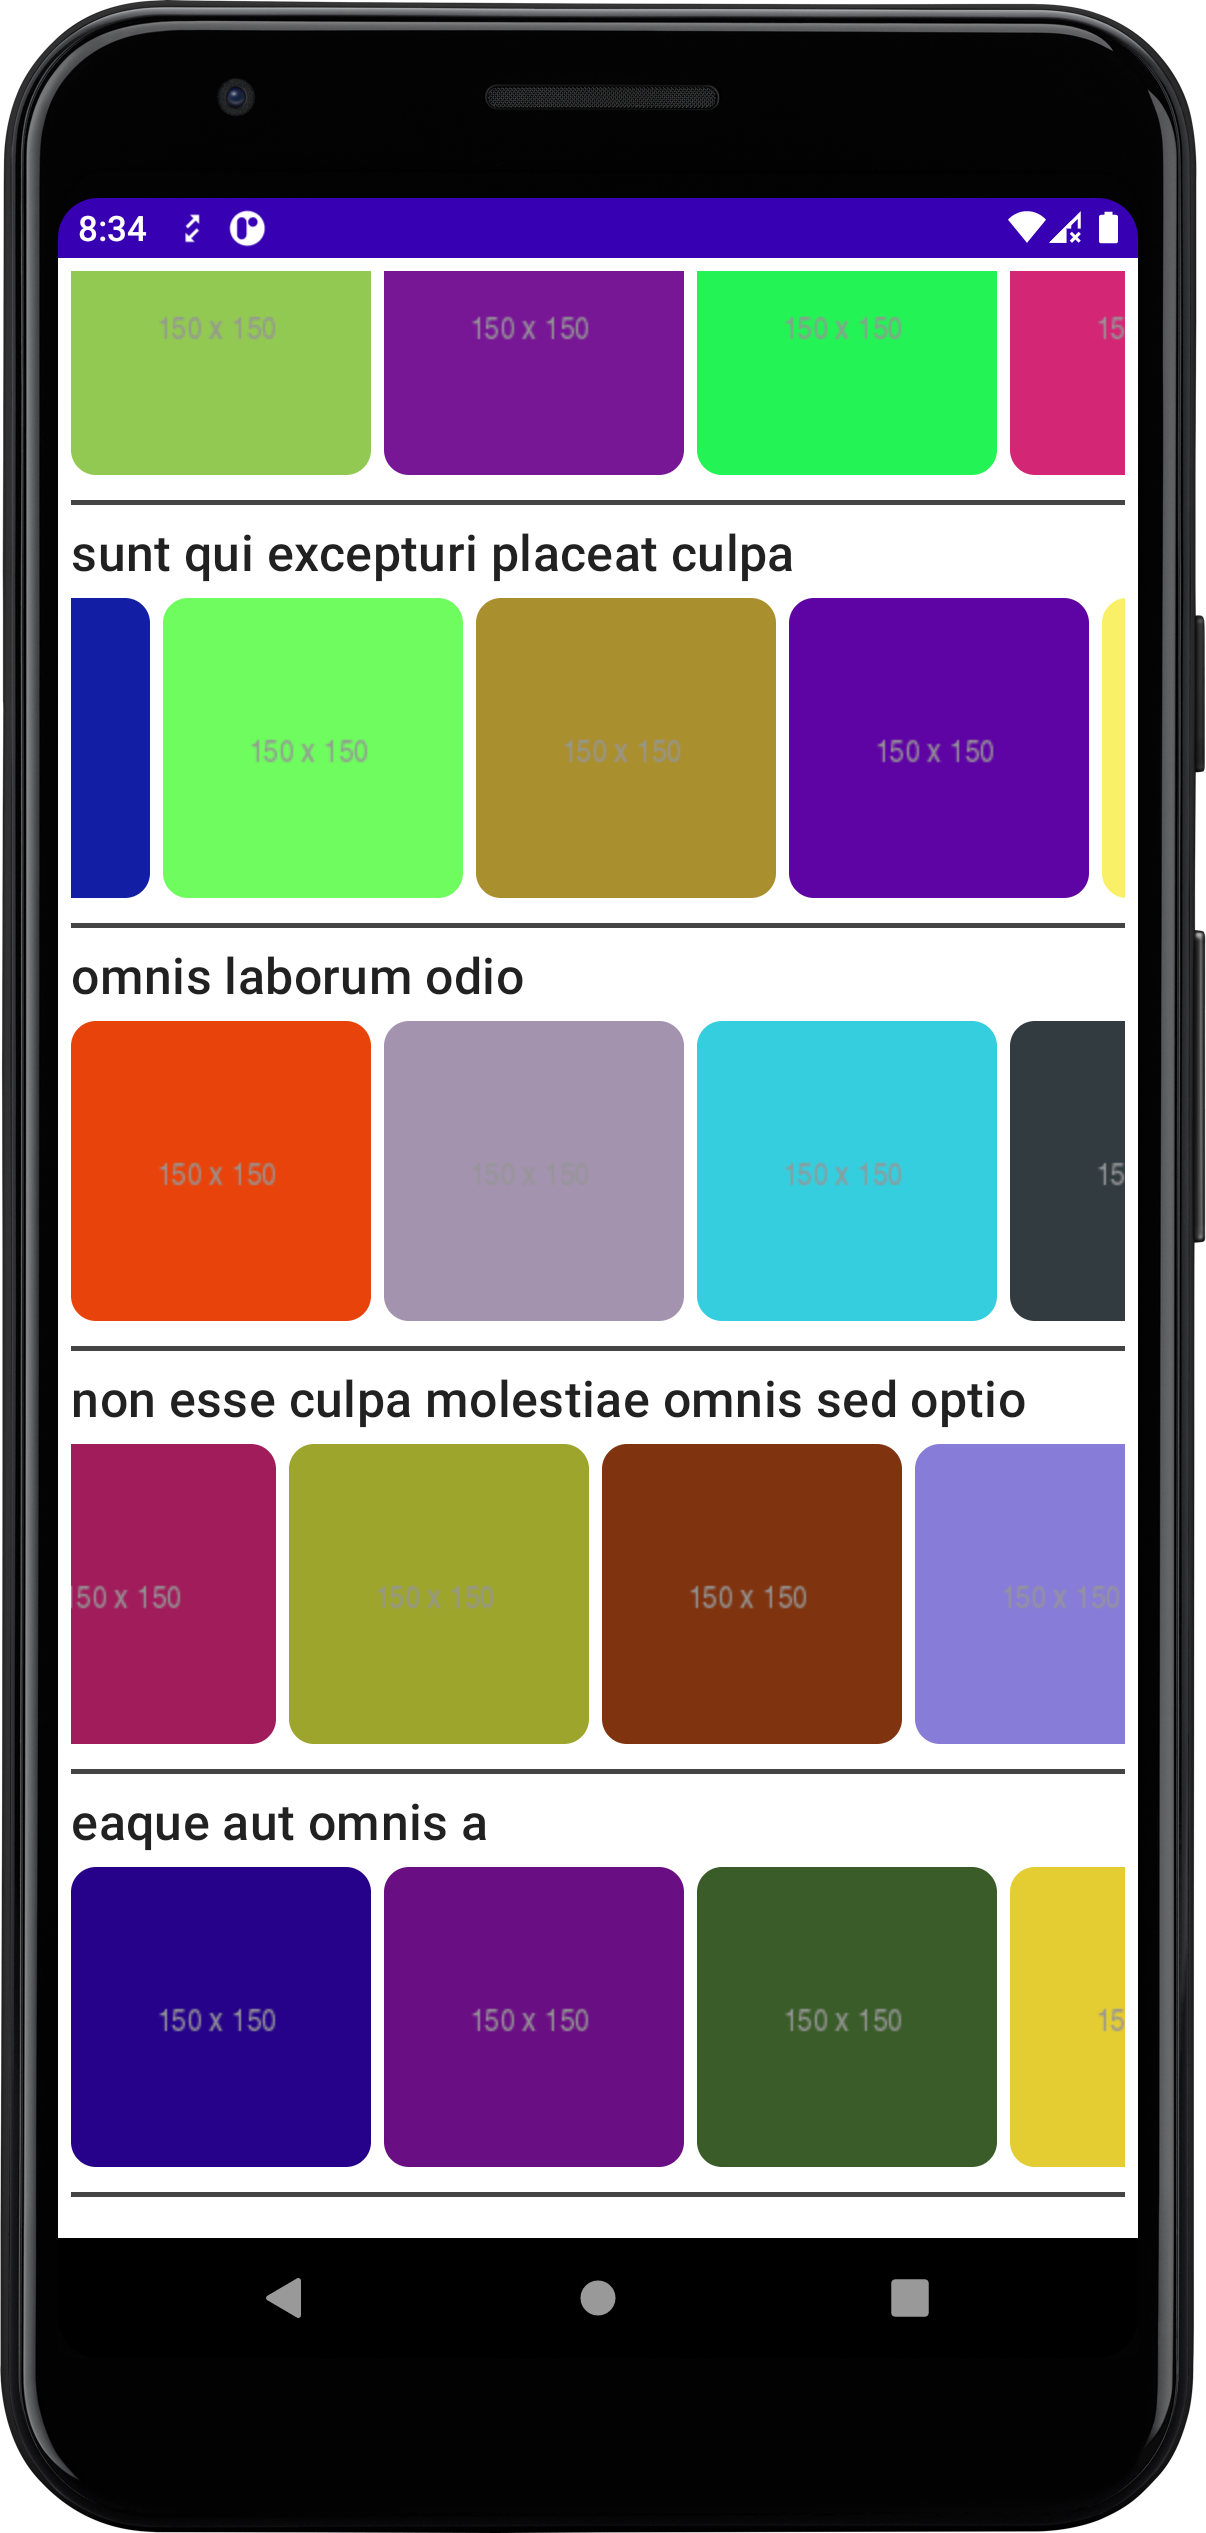 8:34
150 x 150 150 x 150 150 x 150 15
sunt qui excepturi placeat culpa
150 x 150 150 x 150 150 x 150
omnis laborum odio
150 x 150 150 x 150 150 x 150 15
non esse culpa molestiae omnis sed optio
150 x 150 150 x 150 150 x 150 150 x 150
eaque aut omnis a
150 x 150 150 x 150 150 x 150 15